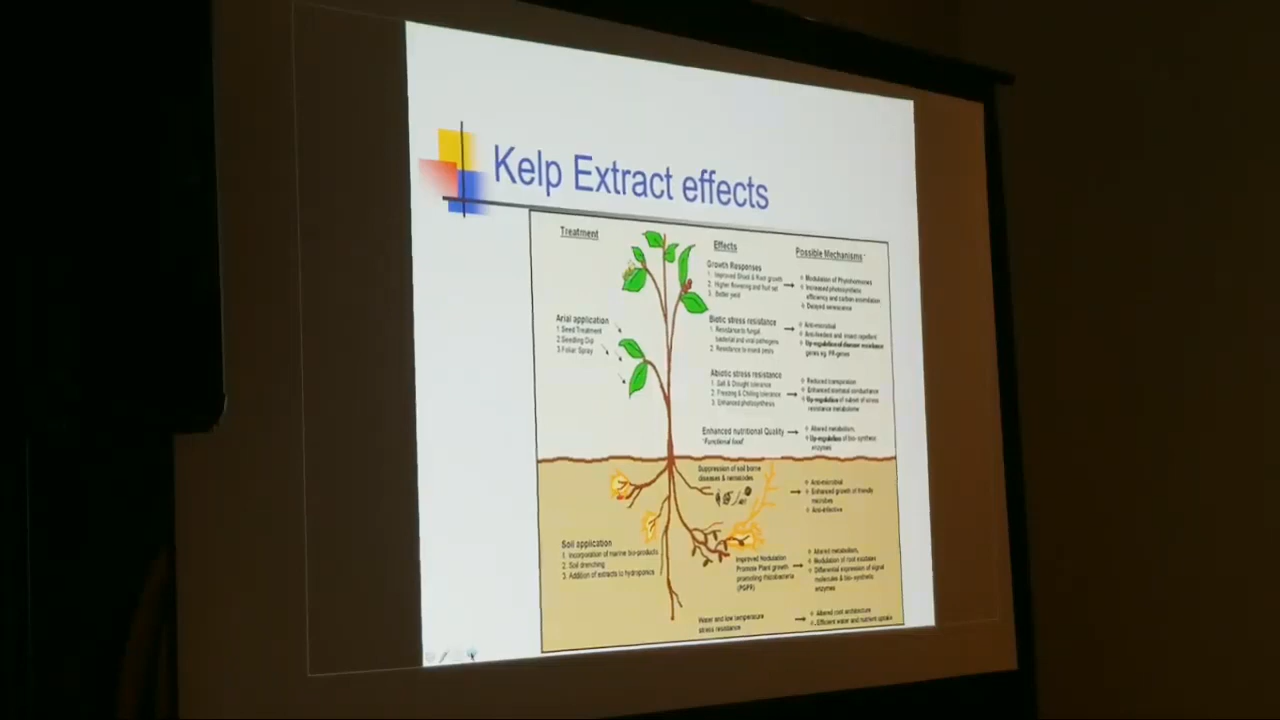 Kelp Extract effects
Treatment
Effects
Possible Mechanisms
Growth Responses
1. Improved Shoot & Root growth
2. Higher flowering and fruit set
3. Better yield
Modulation of Phytohormones
Increased photosynthetic
efficiency and carbon assimilation
Delayed senescence
Arial application
1 Seed Treatment
2 Seedling Dip
3 Foliar Spray
Biotic stress resistance
1. Resistance to fungal
bacterial and viral pathogens
2. Resistance to insect pests
Anti-microbial
Anti-feedent and insect repellent
Up-regulation of disease resistance
genes eg. PR-genes
Abiotic stress resistance
1. Salt & Drought tolerance
2. Freezing & Chilling tolerance
3. Enhanced photosynthesis
Reduced transpiration
Enhanced stomatal conductance
Up-regulation of subset of stress
resistance metabolome
Enhanced nutritional Quality
"Functional food"
Altered metabolism,
Up-regulation of bio-synthetic
enzymes
Suppression of soil borne
diseases & nematodes
Anti-microbial
Enhanced growth of friendly
microbes
Anti-infective
Soil application
1. Incorporation of marine bio-products
2. Soil drenching
3. Addition of extracts to hydroponics
Improved Nodulation
Promote Plant growth
promoting rhizobacteria
(PGPR)
Altered metabolism,
Modulation of root exudates
Differential expression of signal
molecules & bio-synthetic
enzymes
Water and low temperature
stress resistance
Altered root architecture
Efficient water and nutrient uptake